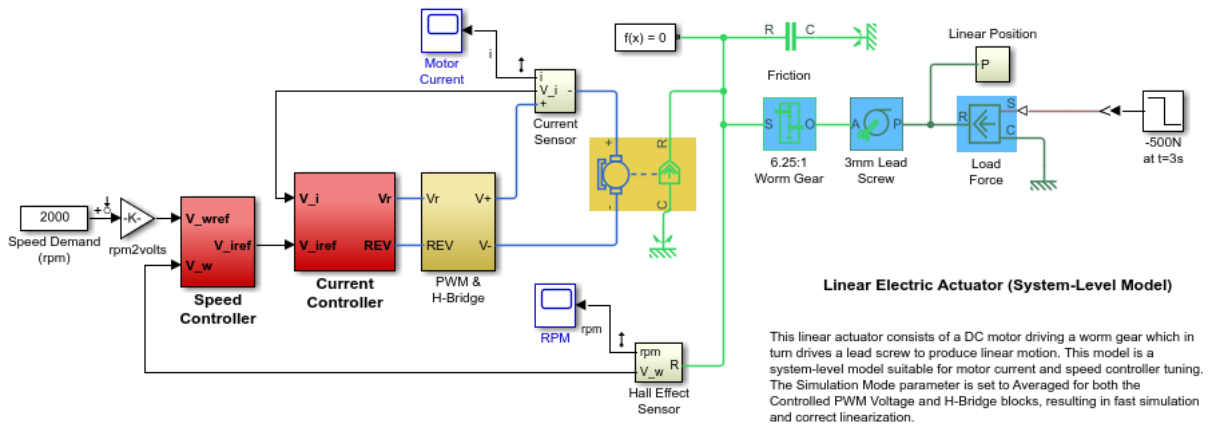 Motor
Current
i
i
V_i
+
-
Current
Sensor
f(x) = 0
R
C
Friction
Linear Position
P
S
O
6.25:1
Worm Gear
A
P
3mm Lead
Screw
R
S
C
Load
Force
-500N
at t=3s
+
-
R
C
2000
Speed Demand
(rpm)
+
-K-
rpm2volts
V_wref
V_iref
V_w
Speed
Controller
V_i
V_iref
Vr
REV
Current
Controller
Vr
REV
V+
V-
PWM &
H-Bridge
RPM
rpm
rpm
V_w
R
Hall Effect
Sensor
Linear Electric Actuator (System-Level Model)
This linear actuator consists of a DC motor driving a worm gear which in
turn drives a lead screw to produce linear motion. This model is a
system-level model suitable for motor current and speed controller tuning.
The Simulation Mode parameter is set to Averaged for both the
Controlled PWM Voltage and H-Bridge blocks, resulting in fast simulation
and correct linearization.